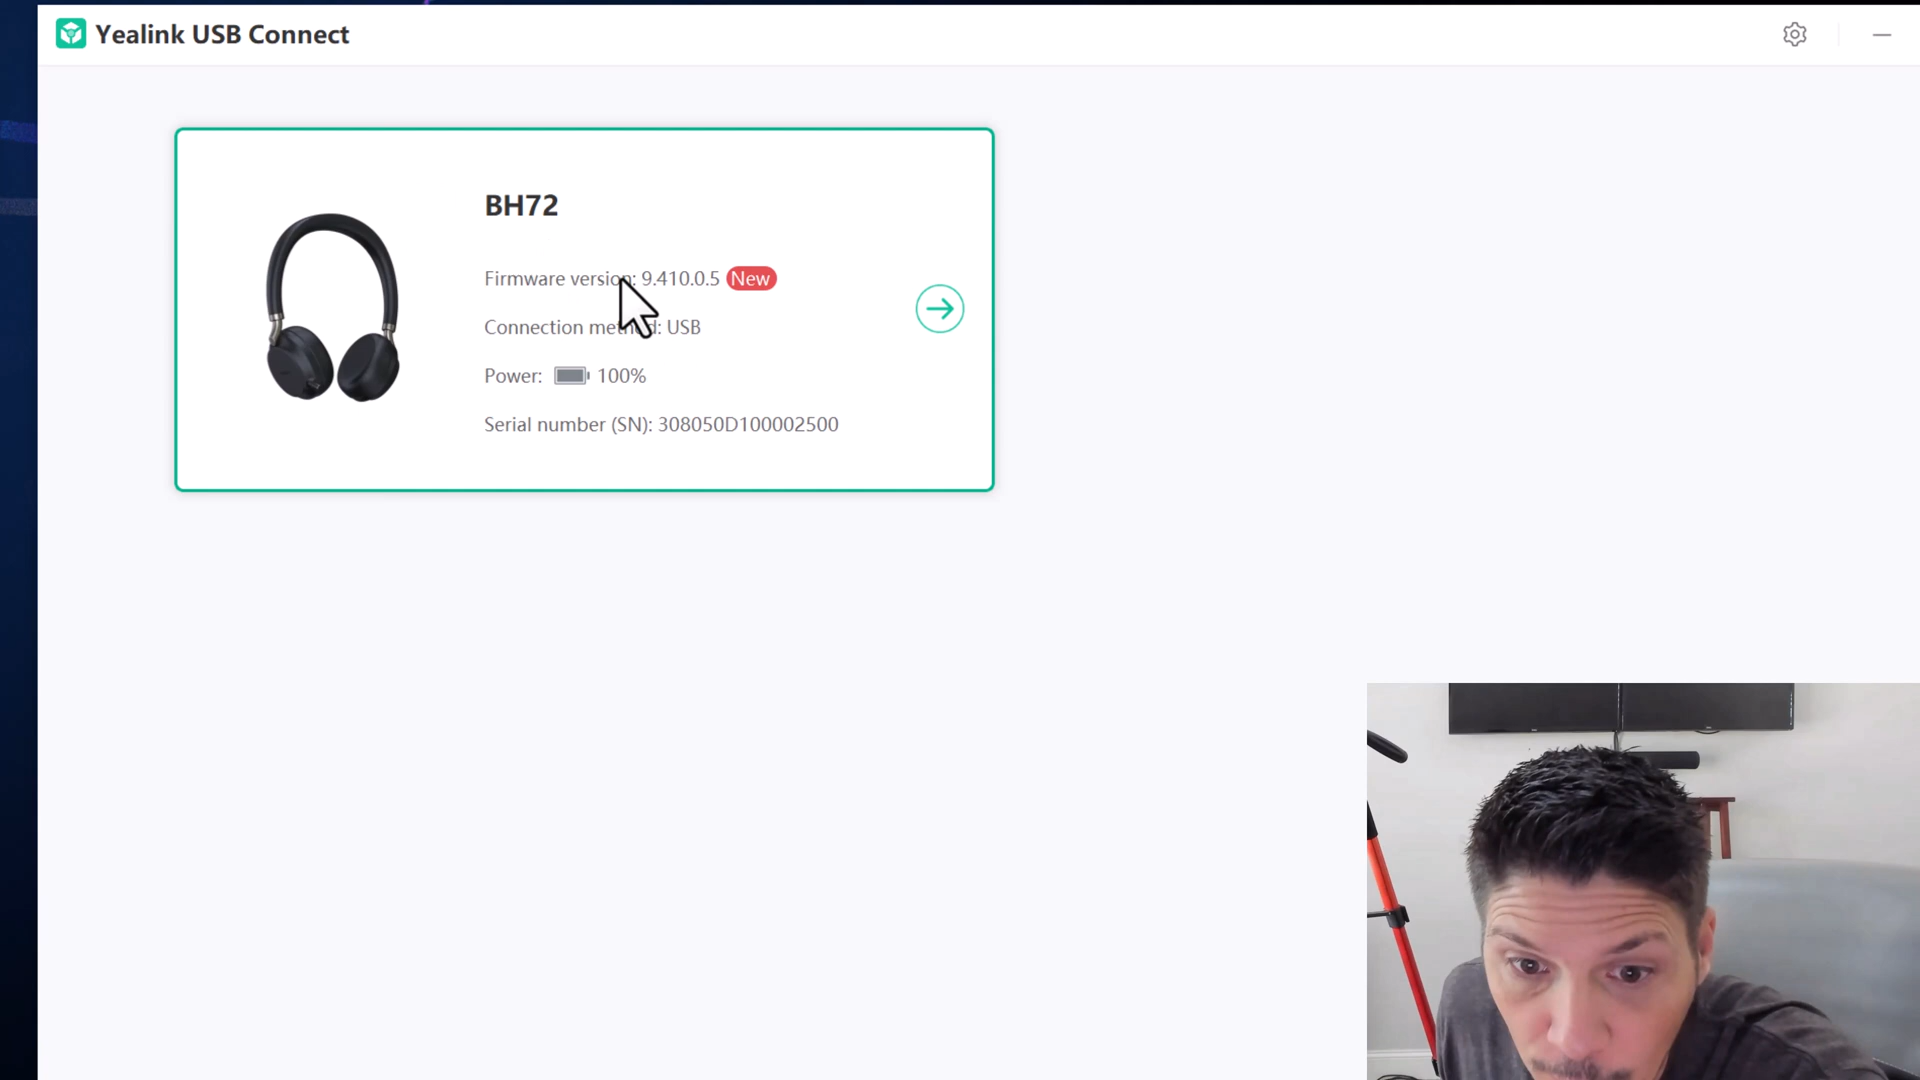 Yealink USB Connect
BH72
Firmware version: 9.410.0.5 New
Connection method: USB
Power: 100%
Serial number (SN): 308050D100002500